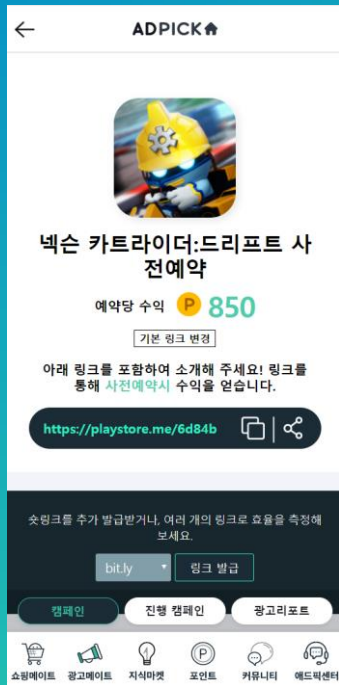 ADPICK
넥슨 카트라이더:드리프트 사
전예약
예약당 수익 P 850
기본 링크 변경
아래 링크를 포함하여 소개해 주세요! 링크를
통해 사전예약시 수익을 얻습니다.
https://playstore.me/6d84b
숏링크를 추가 발급받거나, 여러 개의 링크로 효율을 측정해
보세요.
bit.ly 링크 발급
캠페인 진행 캠페인 광고리포트
쇼핑메이트 광고메이트 지식마켓 포인트 커뮤니티 애드픽센터